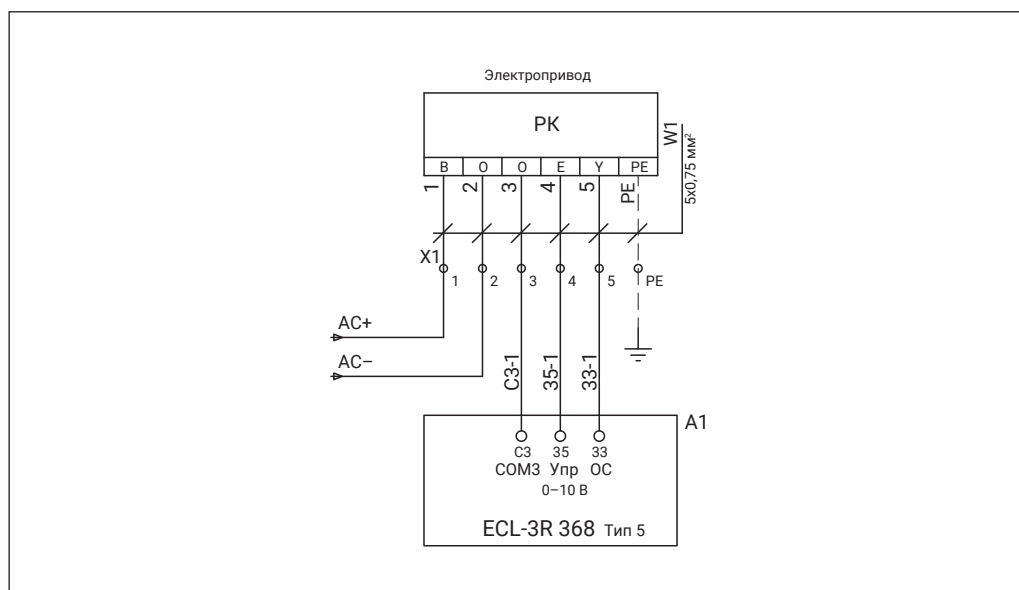 Электропривод
РК
W1
5x0,75 мм²
B O O E Y PE
1 2 3 4 5 PE
X1
1 2 3 4 5 PE
AC+
AC–
C3-1 35-1 33-1
A1
C3 35 33
COM3 Упр ОС
0–10 В
ECL-3R 368 Тип 5